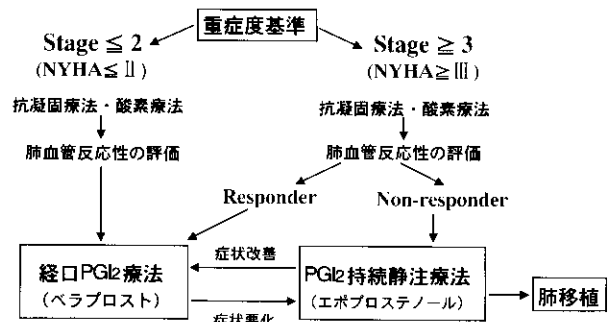 重症度基準
Stage ≦ 2
(NYHA≦Ⅱ)
抗凝固療法・酸素療法
肺血管反応性の評価
Stage ≧ 3
(NYHA≧Ⅲ)
抗凝固療法・酸素療法
肺血管反応性の評価
Responder
Non-responder
経口PGI₂療法
(ベラプロスト)
症状改善
症状悪化
PGI₂持続静注療法
(エポプロステノール)
肺移植